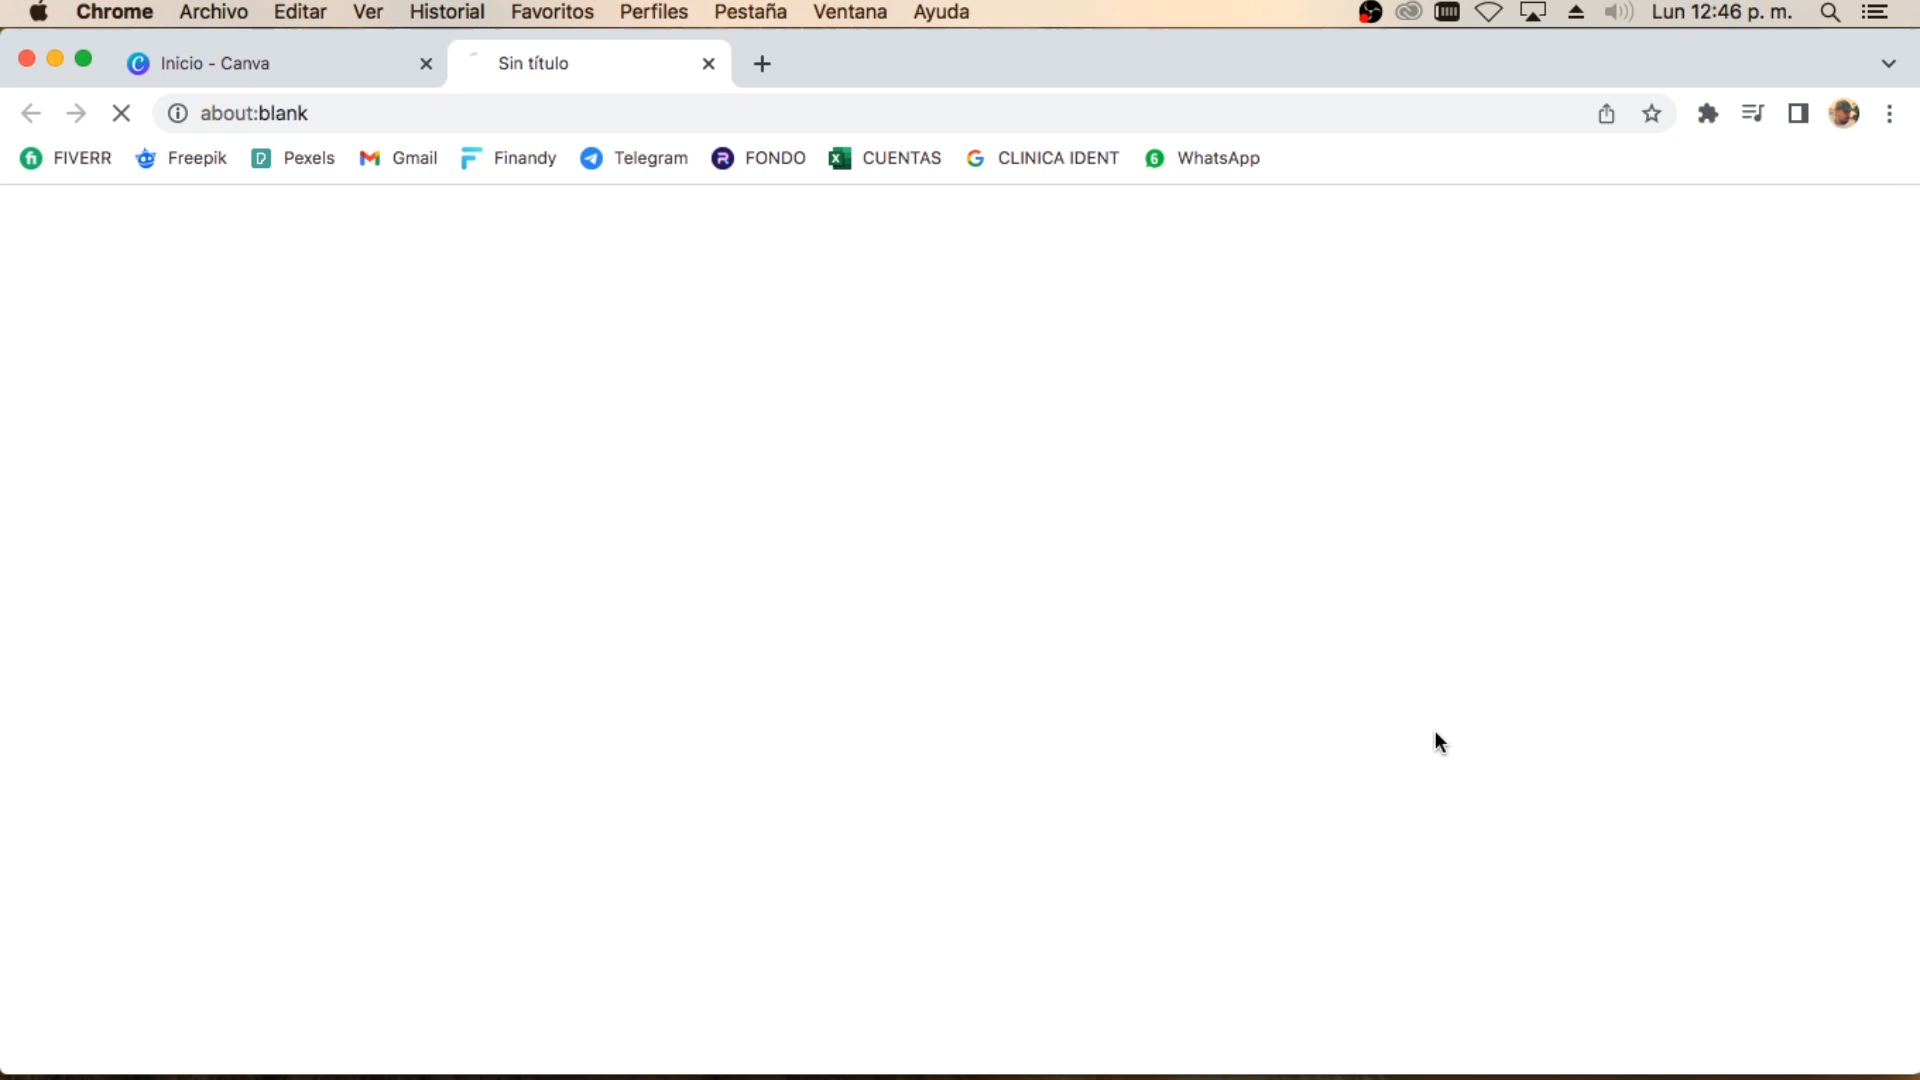 Chrome Archivo Editar Ver Historial Favoritos Perfiles Pestaña Ventana Ayuda Lun 12:46 p. m.
Inicio - Canva Sin título
about:blank
FIVERR Freepik Pexels Gmail Finandy Telegram FONDO CUENTAS CLINICA IDENT WhatsApp